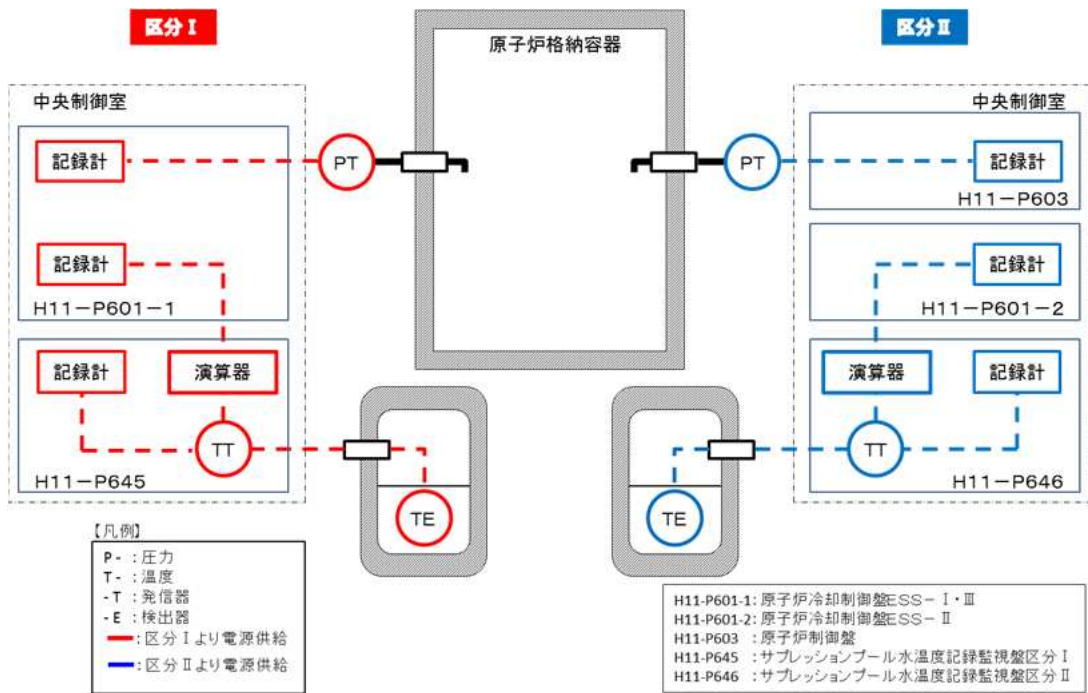 区分Ⅰ
原子炉格納容器
区分Ⅱ
中央制御室
記録計
PT
記録計
H11-P601-1
記録計
演算器
TT
H11-P645
TE
中央制御室
PT
記録計
H11-P603
記録計
H11-P601-2
演算器
記録計
TT
H11-P646
TE
【凡例】
P- : 圧力
T- : 温度
-T : 発信器
-E : 検出器
: 区分Ⅰより電源供給
: 区分Ⅱより電源供給
H11-P601-1: 原子炉冷却制御盤ESS-Ⅰ・Ⅲ
H11-P601-2: 原子炉冷却制御盤ESS-Ⅱ
H11-P603 : 原子炉制御盤
H11-P645 : サプレッションプール水温度記録監視盤区分Ⅰ
H11-P646 : サプレッションプール水温度記録監視盤区分Ⅱ